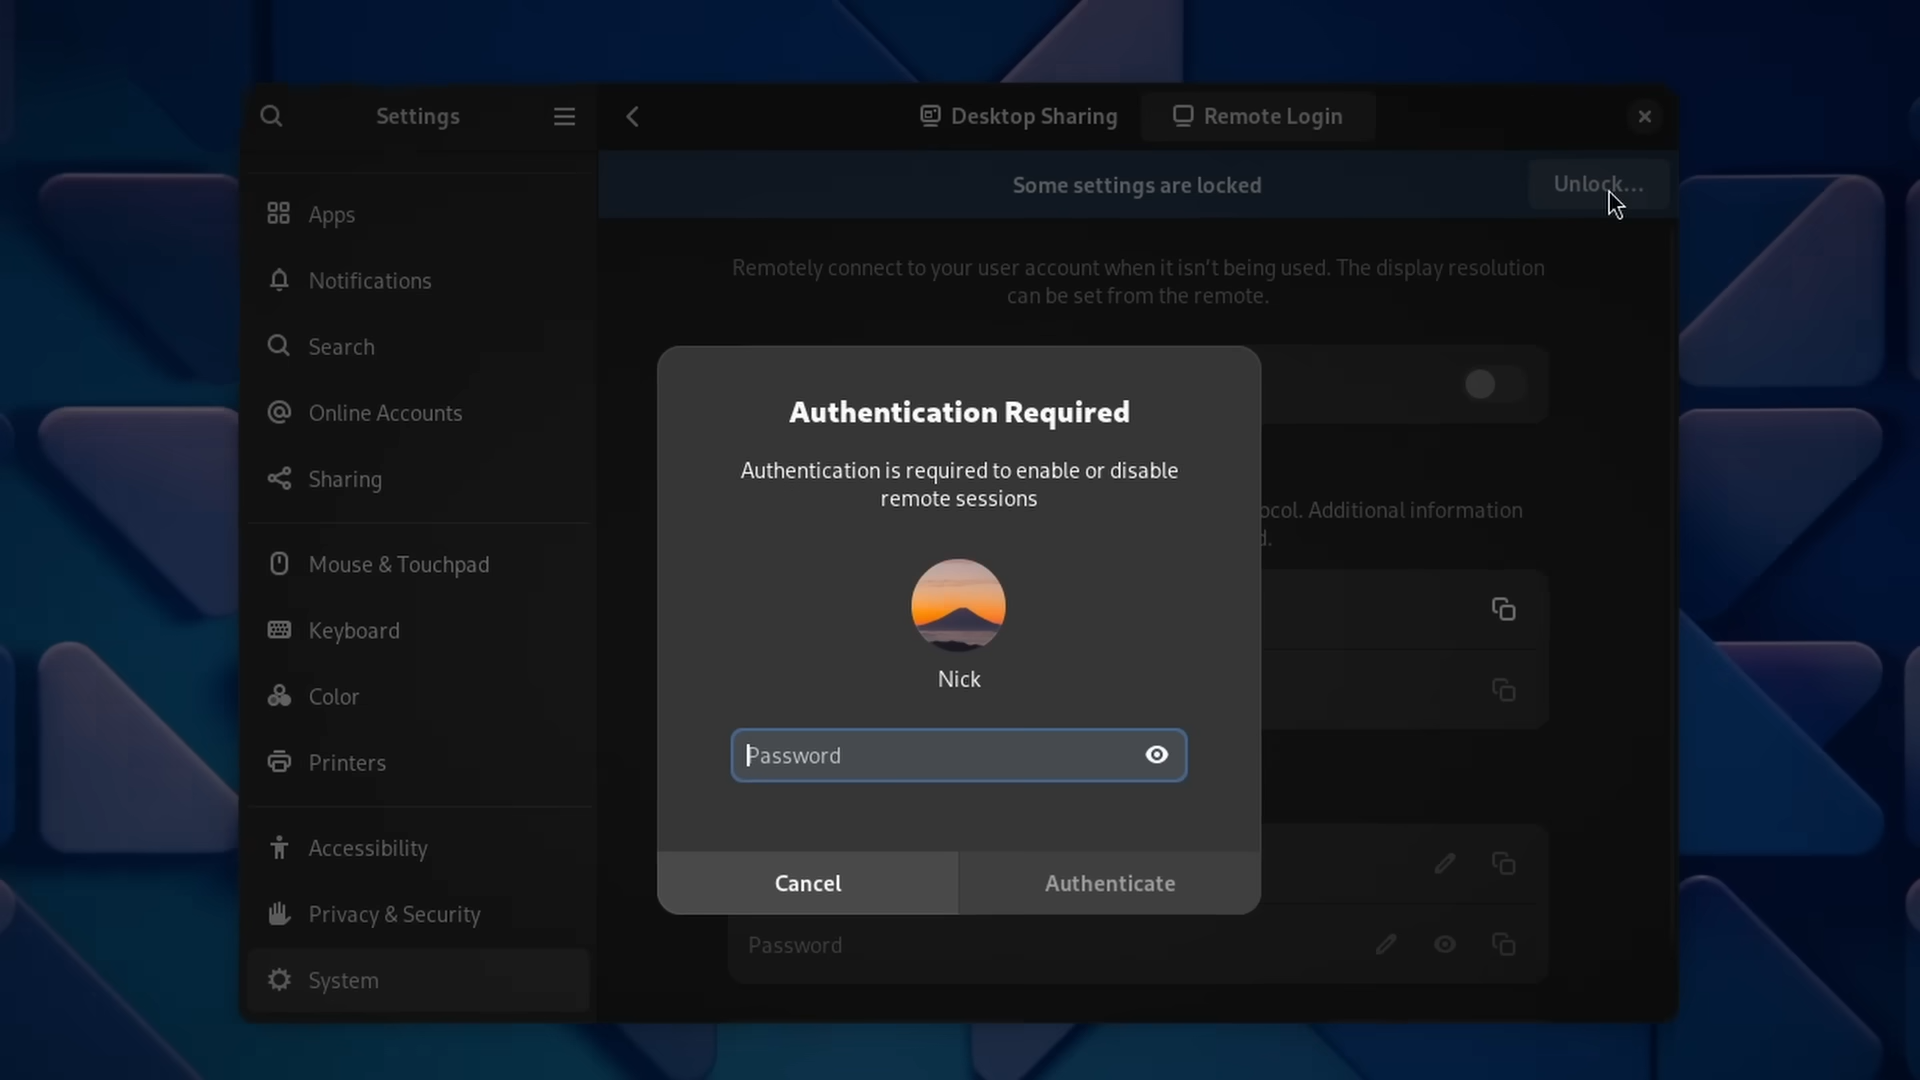 Settings
Desktop Sharing
Remote Login
Some settings are locked
Unlock...
Apps
Notifications
Search
Online Accounts
Sharing
Mouse & Touchpad
Keyboard
Color
Printers
Accessibility
Privacy & Security
System
Remotely connect to your user account when it isn't being used. The display resolution
can be set from the remote.
ocol. Additional information
d.
Authentication Required
Authentication is required to enable or disable
remote sessions
Nick
Password
Cancel
Authenticate
Password